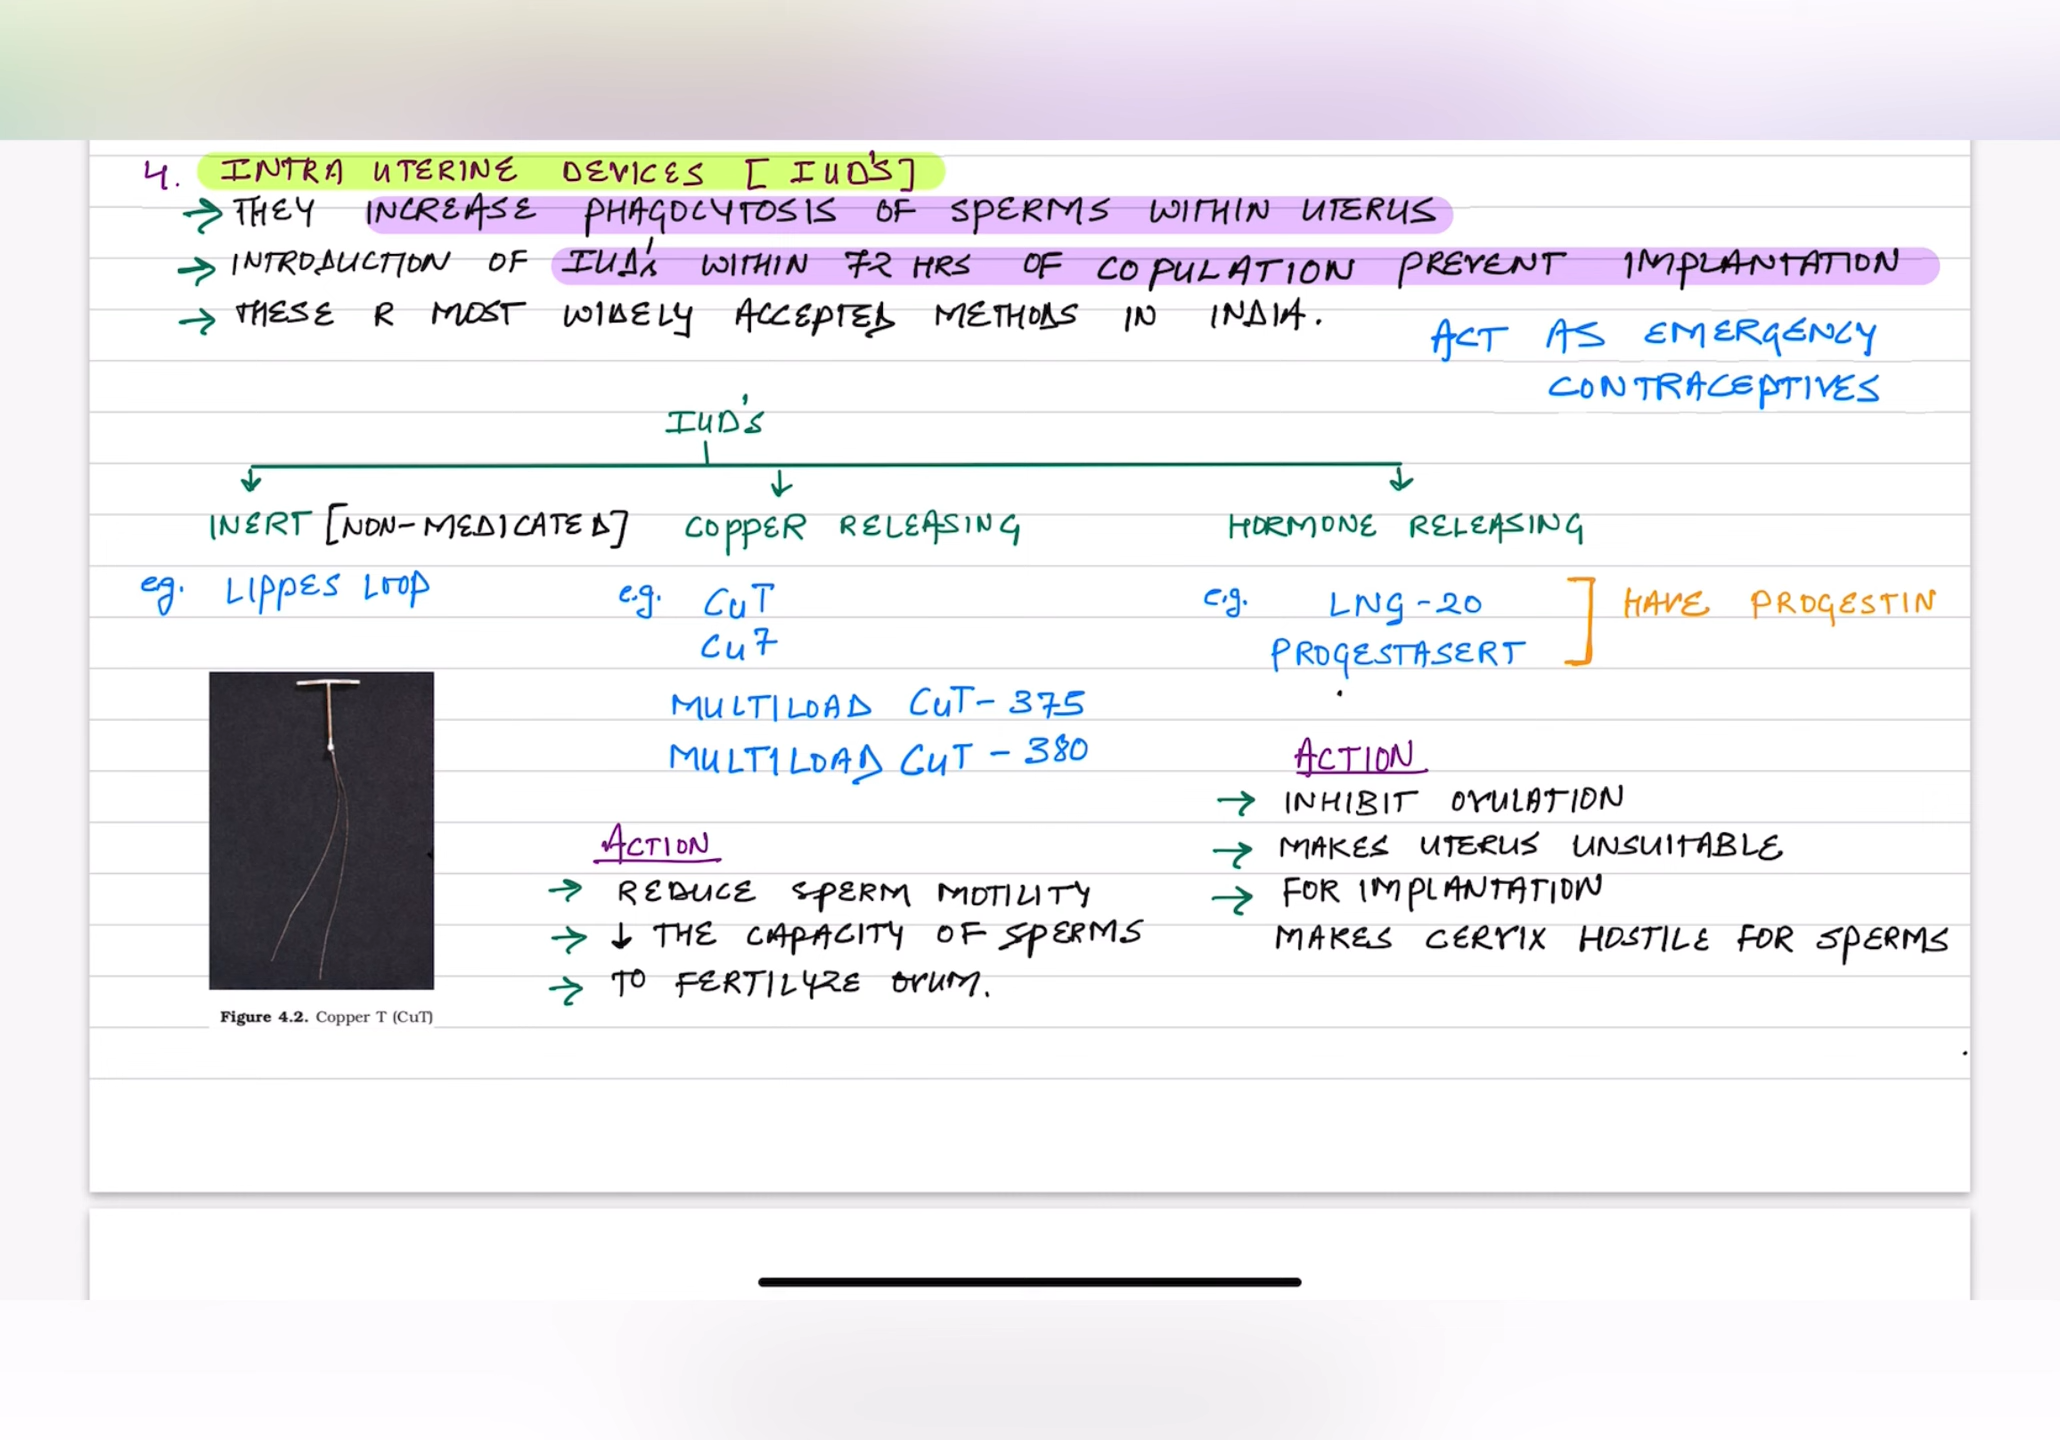 4. INTRA UTERINE DEVICES [IUD'S]
→ THEY INCREASE PHAGOCYTOSIS OF SPERMS WITHIN UTERUS
→ INTRODUCTION OF IUD's WITHIN 72 HRS OF COPULATION PREVENT IMPLANTATION
→ THESE R MOST WIDELY ACCEPTED METHODS IN INDIA.
ACT AS EMERGENCY
CONTRACEPTIVES
IUD'S
INERT [NON-MEDICATED]
eg. LIPPES LOOP
Figure 4.2. Copper T (CuT)
COPPER RELEASING
e.g. CuT
Cu7
MULTILOAD CuT-375
MULTILOAD CuT-380
ACTION
→ REDUCE SPERM MOTILITY
→ ↓ THE CAPACITY OF SPERMS
→ TO FERTILYZE OVUM.
HORMONE RELEASING
e.g. LNG-20
PROGESTASERT
] HAVE PROGESTIN
ACTION
→ INHIBIT OVULATION
→ MAKES UTERUS UNSUITABLE
→ FOR IMPLANTATION
MAKES CERVIX HOSTILE FOR SPERMS